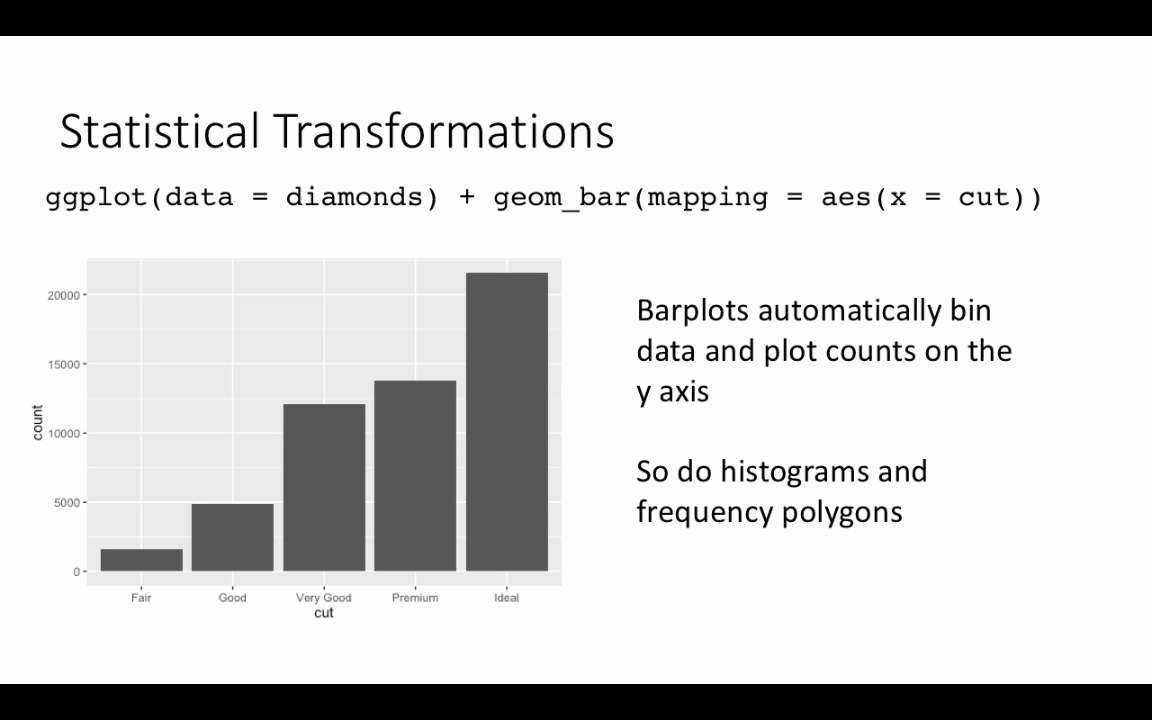 Statistical Transformations
ggplot(data = diamonds) + geom_bar(mapping = aes(x = cut))
20000
15000
10000
5000
0
count
Fair Good Very Good Premium Ideal
cut
Barplots automatically bin
data and plot counts on the
y axis
So do histograms and
frequency polygons